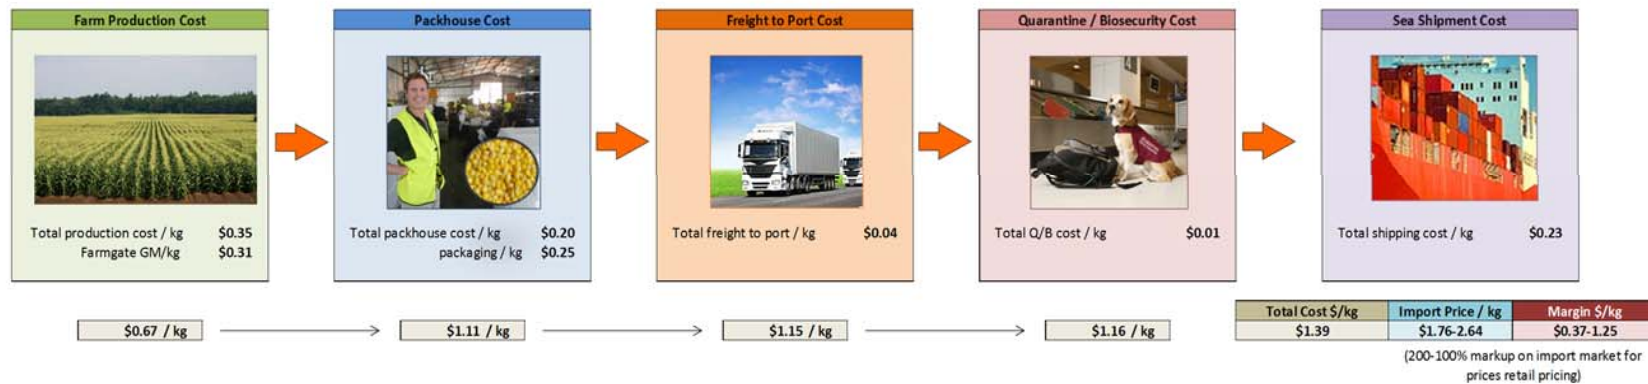 Farm Production Cost
Total production cost / kg $0.35
Farmgate GM/kg $0.31
Packhouse Cost
Total packhouse cost / kg $0.20
packaging / kg $0.25
Freight to Port Cost
Total freight to port / kg $0.04
Quarantine / Biosecurity Cost
Total Q/B cost / kg $0.01
Sea Shipment Cost
Total shipping cost / kg $0.23
$0.67 / kg
$1.11 / kg
$1.15 / kg
$1.16 / kg
Total Cost $/kg Import Price / kg Margin $/kg
$1.39 $1.76-2.64 $0.37-1.25
(200-100% markup on import market for
prices retail pricing)